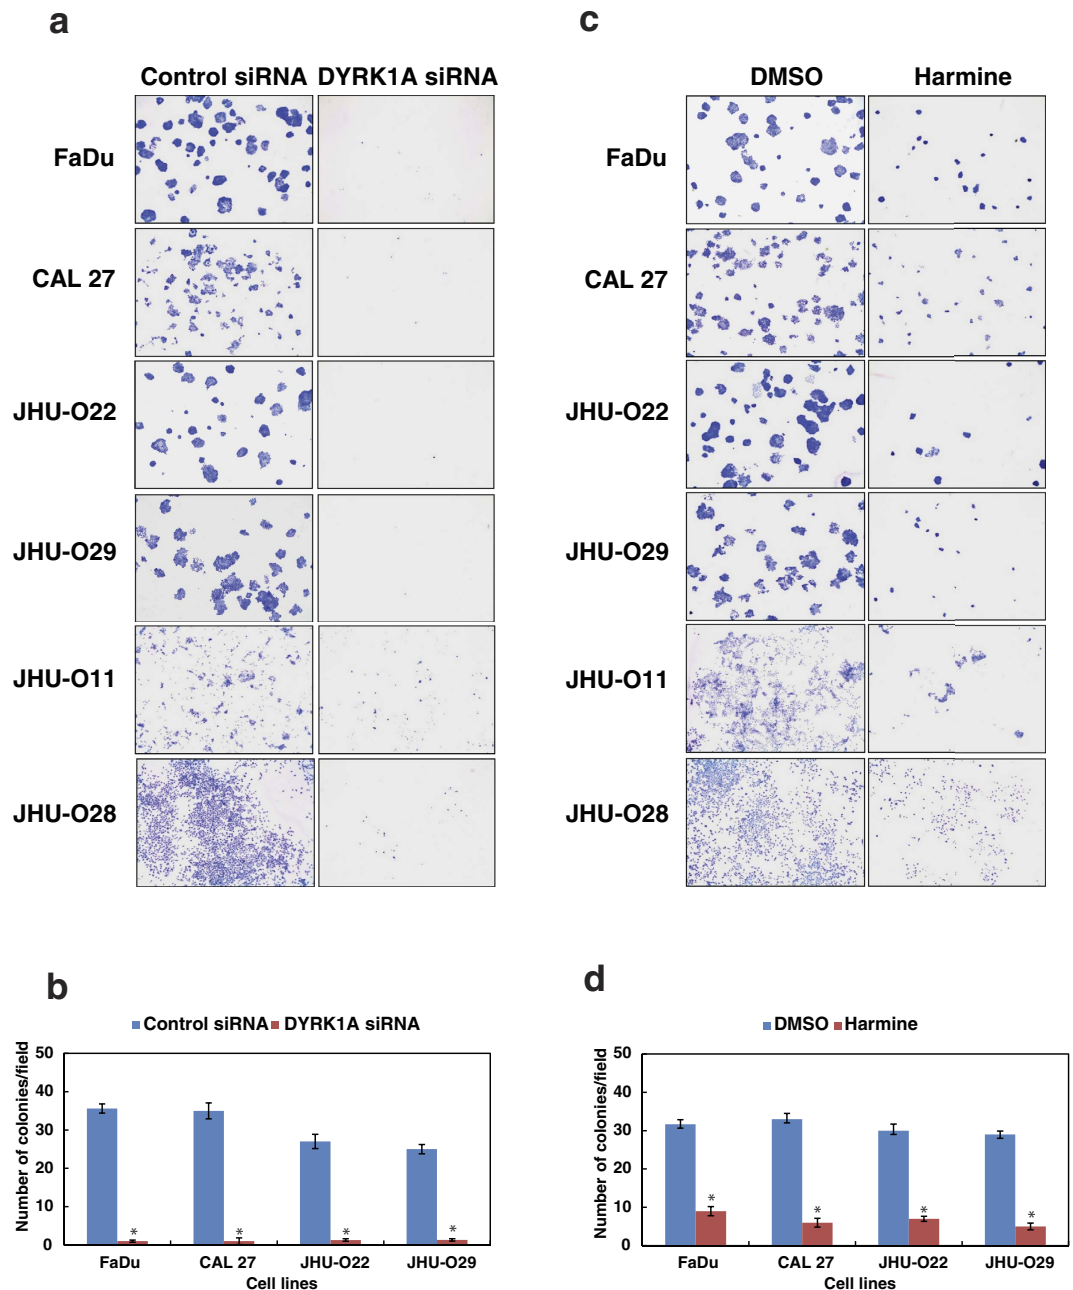 a
Control siRNA DYRK1A siRNA
FaDu
CAL 27
JHU-O22
JHU-O29
JHU-O11
JHU-O28
c
DMSO Harmine
FaDu
CAL 27
JHU-O22
JHU-O29
JHU-O11
JHU-O28
b
Control siRNA DYRK1A siRNA
Number of colonies/field
50
40
30
20
10
0
* * * *
FaDu CAL 27 JHU-O22 JHU-O29
Cell lines
d
DMSO Harmine
Number of colonies/field
50
40
30
20
10
0
* * * *
FaDu CAL 27 JHU-O22 JHU-O29
Cell lines